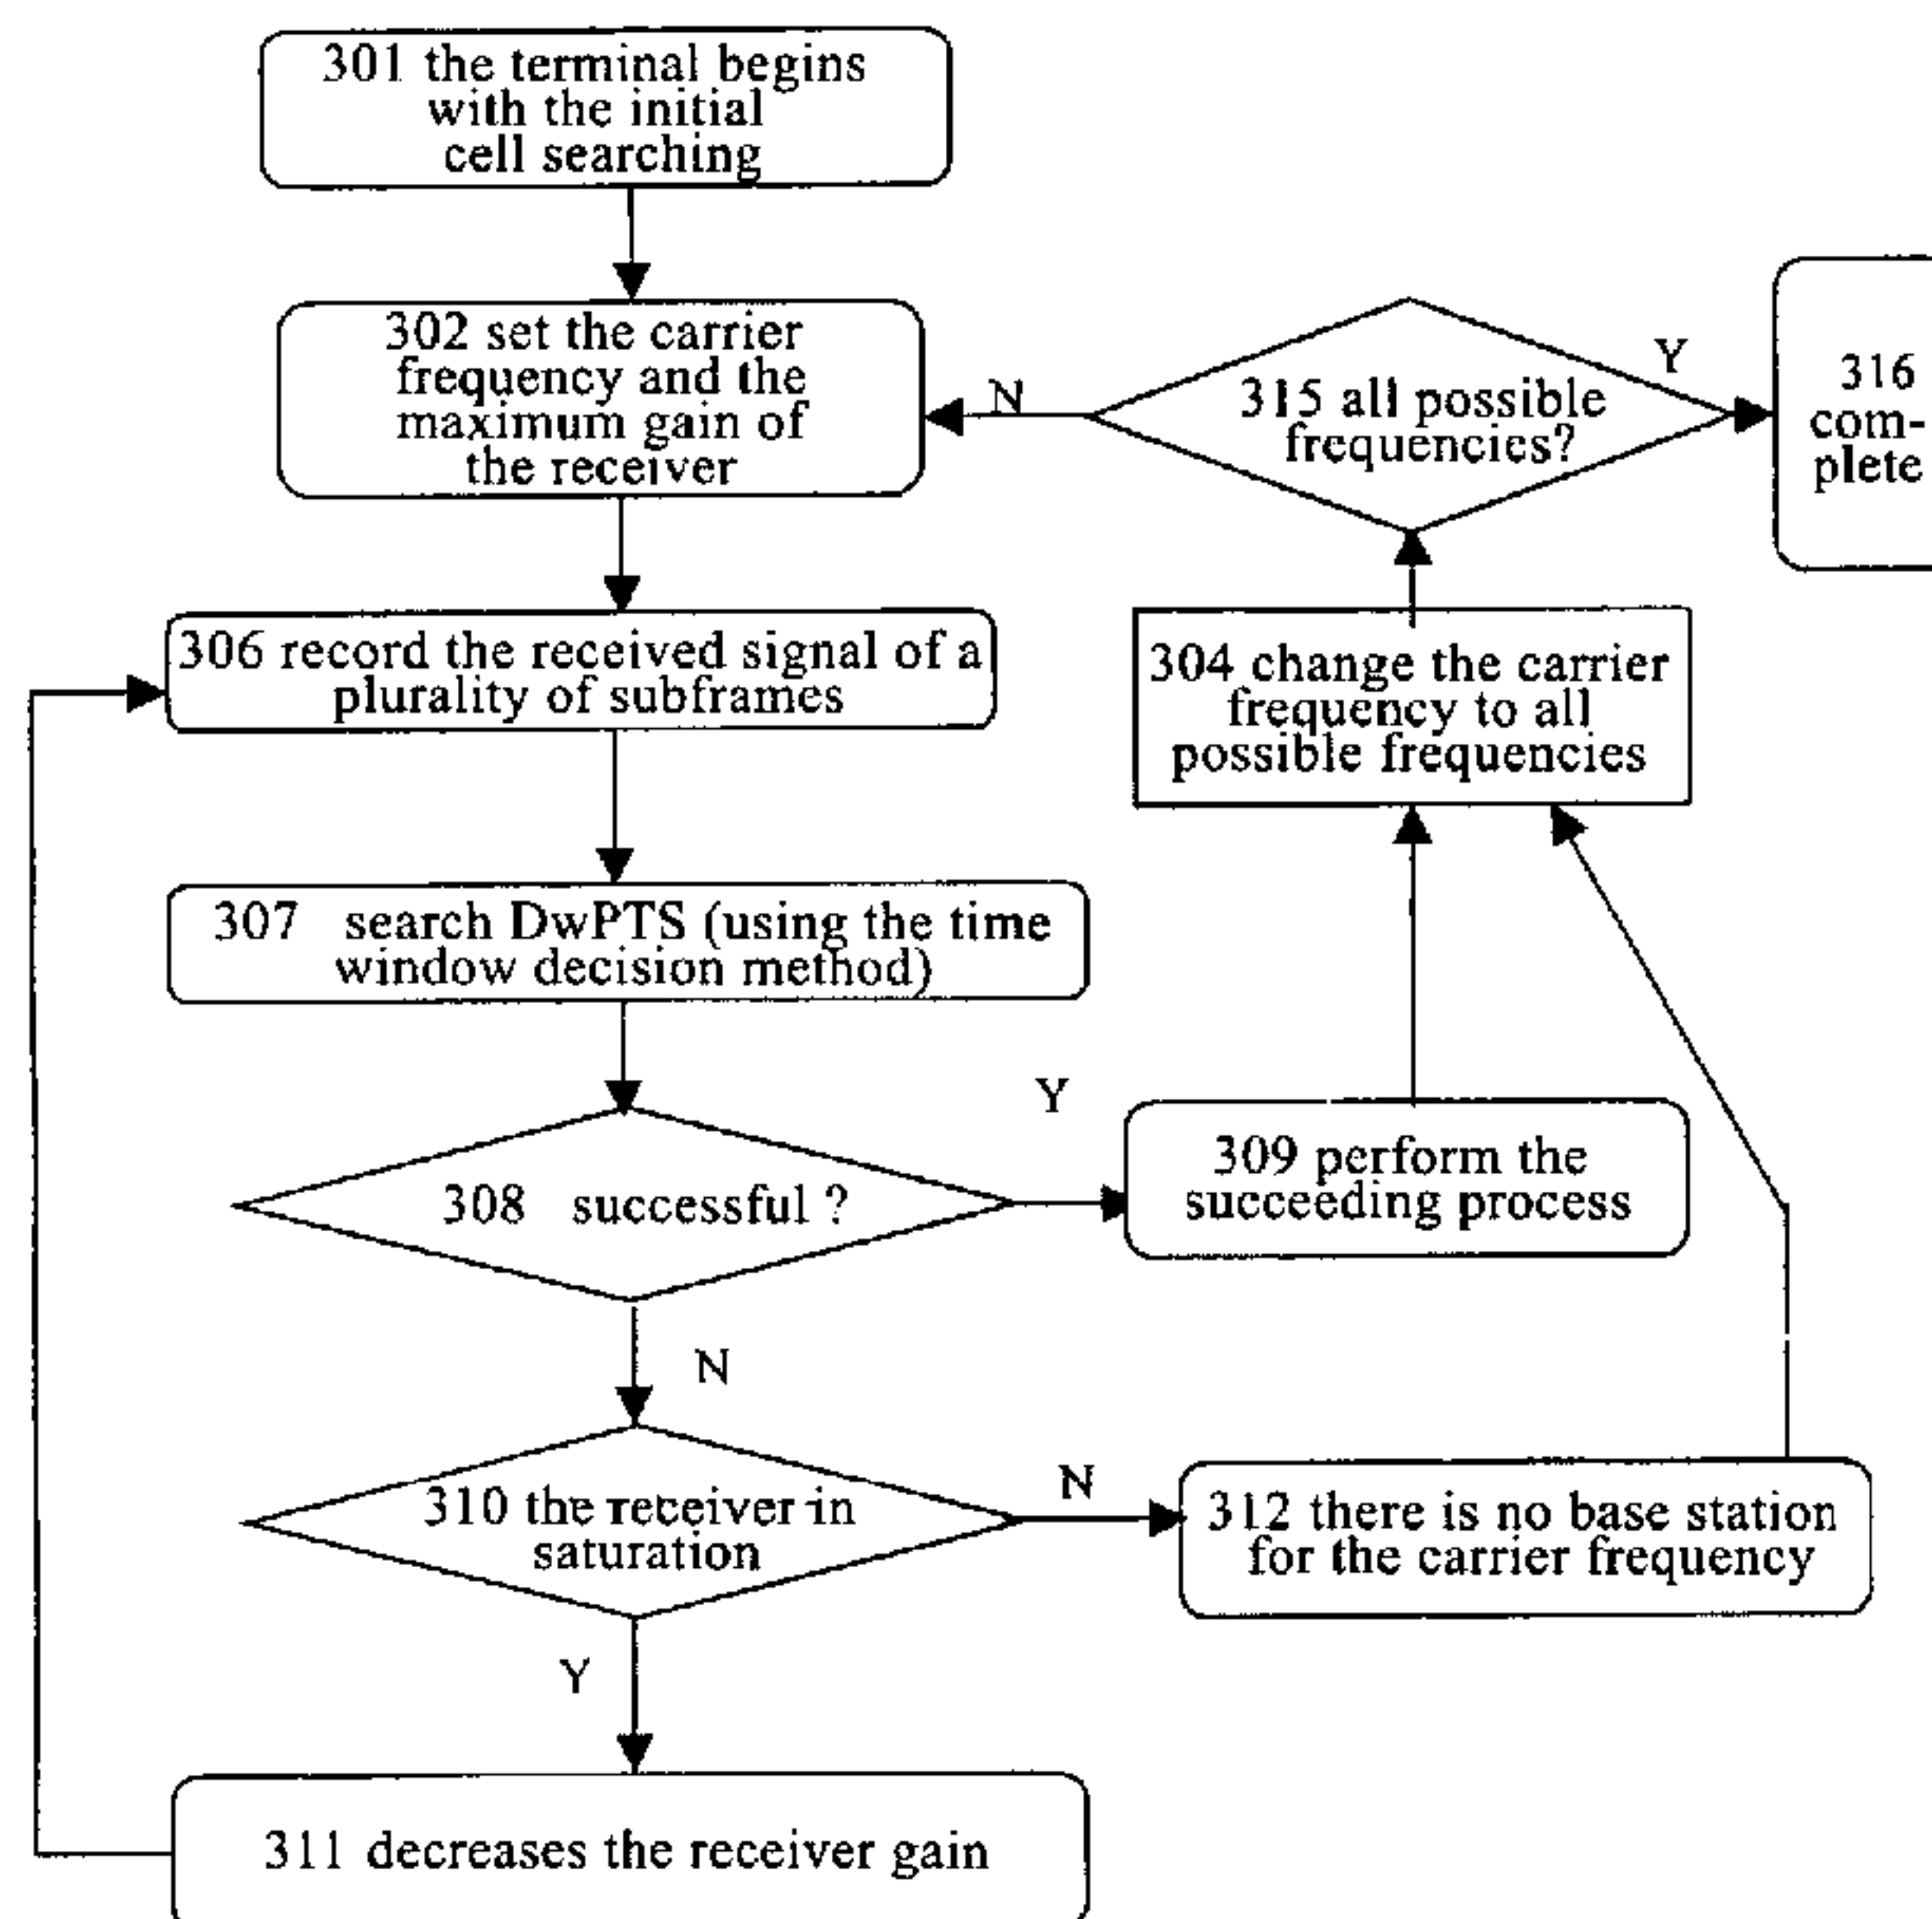 301 the terminal begins
with the initial
cell searching
302 set the carrier
frequency and the
maximum gain of
the receiver
N
315 all possible
frequencies?
Y
316
com-
plete
306 record the received signal of a
plurality of subframes
304 change the carrier
frequency to all
possible frequencies
307 search DwPTS (using the time
window decision method)
308 successful ?
Y
309 perform the
succeeding process
N
310 the receiver in
saturation
N
312 there is no base station
for the carrier frequency
Y
311 decreases the receiver gain